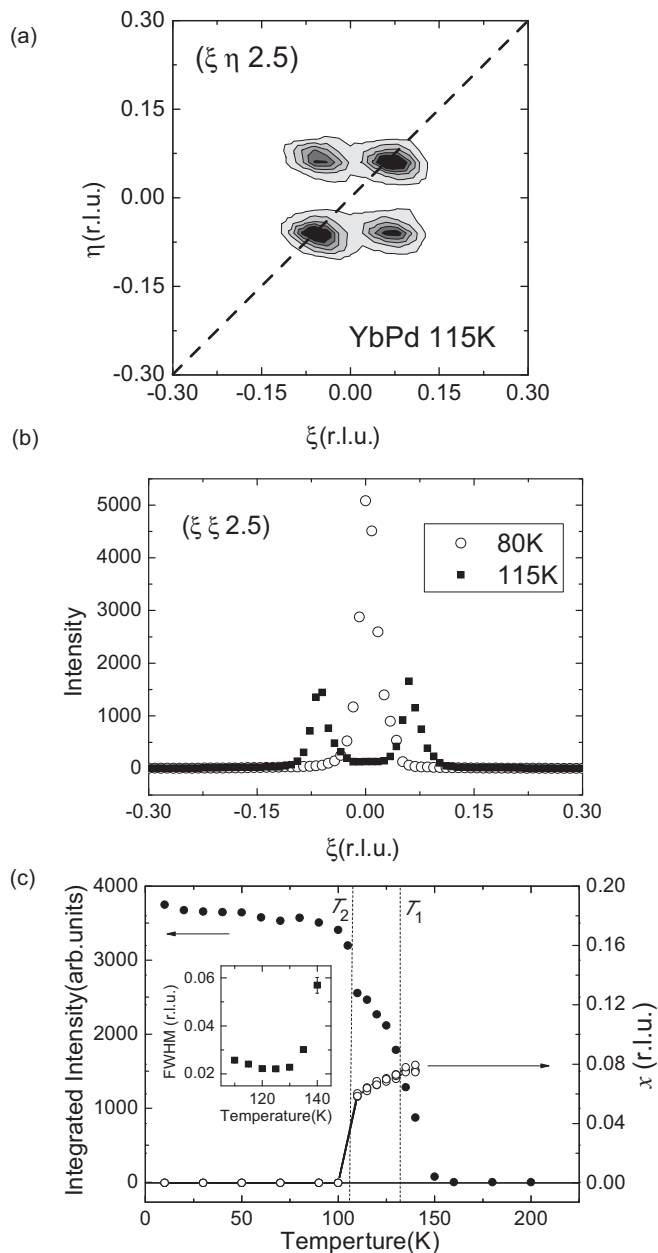 (a)
0.30
0.15
0.00
-0.15
-0.30
η(r.l.u.)
(ξ η 2.5)
YbPd 115K
-0.30 -0.15 0.00 0.15 0.30
ξ(r.l.u.)
(b)
5000
4000
3000
2000
1000
0
Intensity
(ξ ξ 2.5)
80K
115K
-0.30 -0.15 0.00 0.15 0.30
ξ(r.l.u.)
(c)
4000
3500
3000
2500
2000
1500
1000
500
0
Integrated Intensity(arb.units)
T2 T1
0.06
0.04
0.02
FWHM (r.l.u.)
120 140
Temperature(K)
0.20
0.16
0.12
0.08
0.04
0.00
x (r.l.u.)
0 50 100 150 200
Temperture(K)